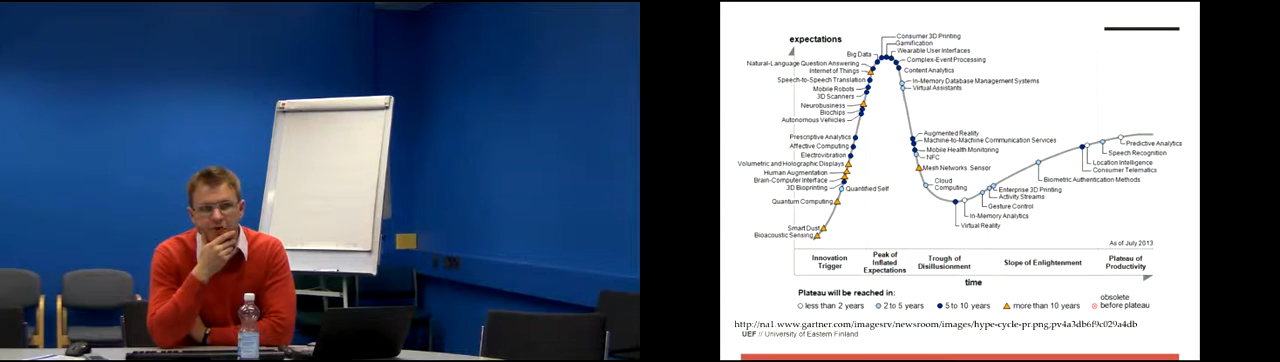 expectations
Consumer 3D Printing
Gamification
Wearable User Interfaces
Big Data
Complex-Event Processing
Natural-Language Question Answering
Internet of Things
Content Analytics
Speech-to-Speech Translation
In-Memory Database Management Systems
Mobile Robots
Virtual Assistants
3D Scanners
Neurobusiness
Biochips
Autonomous Vehicles
Augmented Reality
Prescriptive Analytics
Machine-to-Machine Communication Services
Predictive Analytics
Affective Computing
Mobile Health Monitoring
Speech Recognition
Electrovibration
NFC
Volumetric and Holographic Displays
Location Intelligence
Mesh Networks: Sensor
Human Augmentation
Consumer Telematics
Brain-Computer Interface
Biometric Authentication Methods
3D Bioprinting
Quantified Self
Cloud
Computing
Enterprise 3D Printing
Activity Streams
Quantum Computing
Gesture Control
In-Memory Analytics
Virtual Reality
Smart Dust
Bioacoustic Sensing
As of July 2013
Innovation
Trigger
Peak of
Inflated
Expectations
Trough of
Disillusionment
Slope of Enlightenment
Plateau of
Productivity
time
Plateau will be reached in:
less than 2 years
2 to 5 years
5 to 10 years
more than 10 years
obsolete
before plateau
http://na1.www.gartner.com/imagesrv/newsroom/images/hype-cycle-pr.png;pv4a3db6f9c029a4db
UEF // University of Eastern Finland